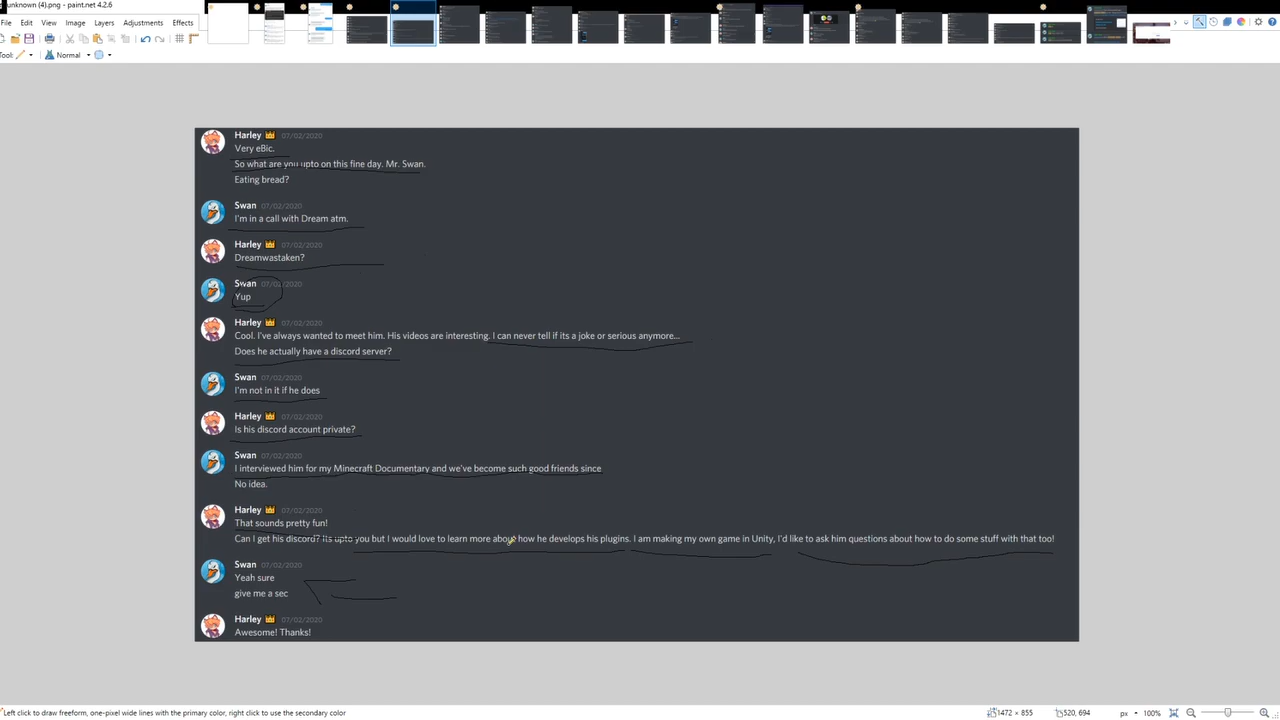 unknown (4).png - paint.net 4.2.6
File Edit View Image Layers Adjustments Effects
Tool: Normal
Harley 07/02/2020
Very eBic.
So what are you upto on this fine day. Mr. Swan.
Eating bread?
Swan 07/02/2020
I'm in a call with Dream atm.
Harley 07/02/2020
Dreamwastaken?
Swan 07/02/2020
Yup
Harley 07/02/2020
Cool. I've always wanted to meet him. His videos are interesting. I can never tell if its a joke or serious anymore...
Does he actually have a discord server?
Swan 07/02/2020
I'm not in it if he does
Harley 07/02/2020
Is his discord account private?
Swan 07/02/2020
I interviewed him for my Minecraft Documentary and we've become such good friends since
No idea.
Harley 07/02/2020
That sounds pretty fun!
Can I get his discord? Its upto you but I would love to learn more about how he develops his plugins. I am making my own game in Unity, I'd like to ask him questions about how to do some stuff with that too!
Swan 07/02/2020
Yeah sure
give me a sec
Harley 07/02/2020
Awesome! Thanks!
Left click to draw freeform, one-pixel wide lines with the primary color, right click to use the secondary color
1472 × 855
520, 694
px
100%